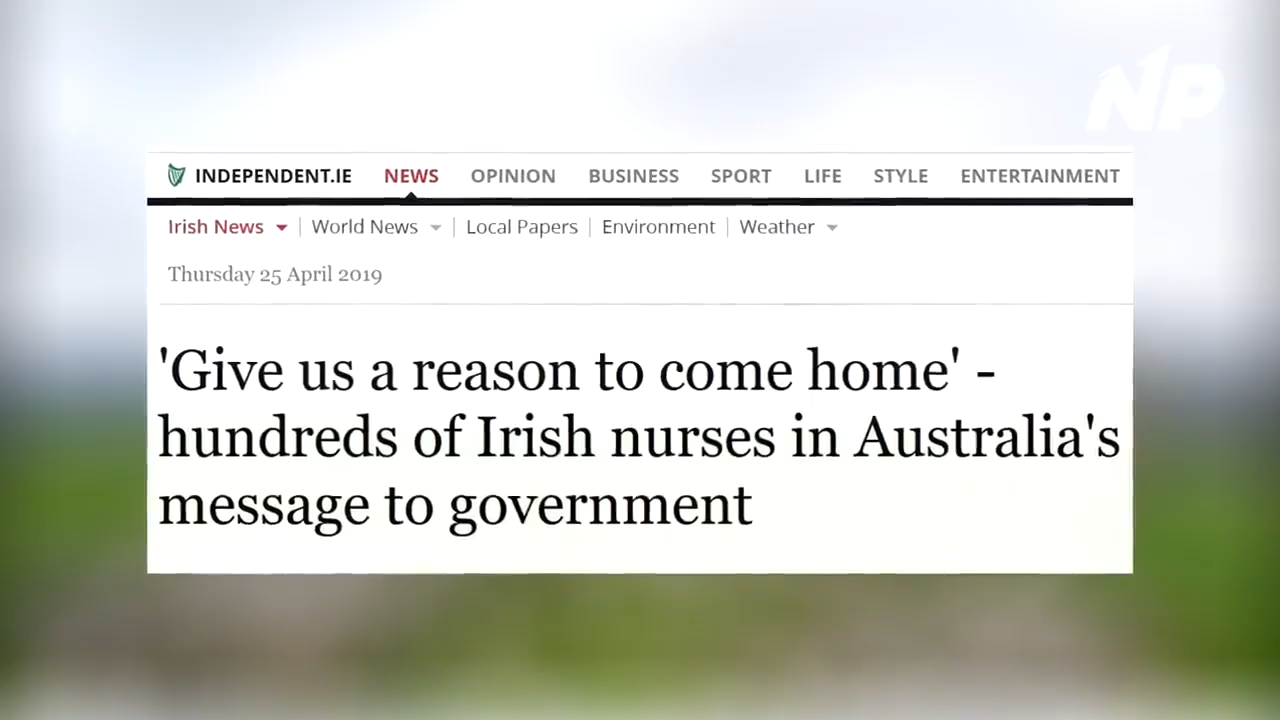 NP
INDEPENDENT.IE NEWS OPINION BUSINESS SPORT LIFE STYLE ENTERTAINMENT
Irish News World News Local Papers Environment Weather
Thursday 25 April 2019
'Give us a reason to come home' -
hundreds of Irish nurses in Australia's
message to government